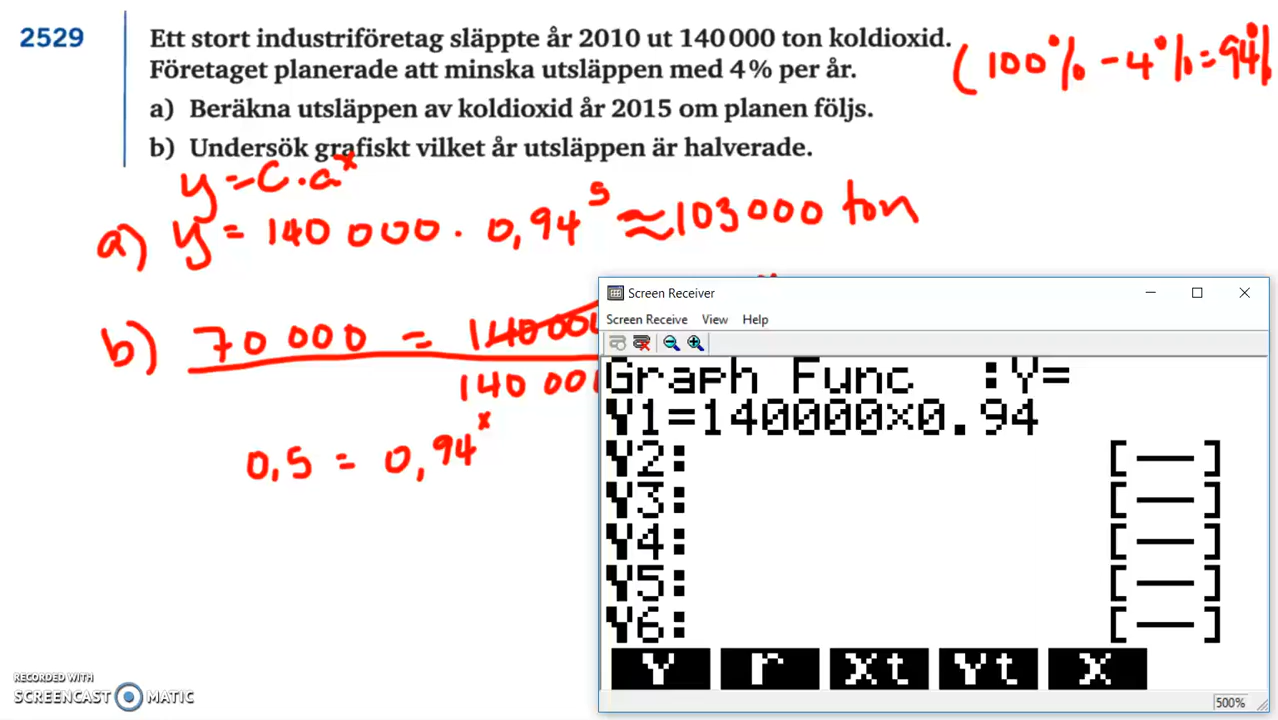 2529
Ett stort industriföretag släppte år 2010 ut 140 000 ton koldioxid.
Företaget planerade att minska utsläppen med 4 % per år.
(100% - 4% = 94%
a) Beräkna utsläppen av koldioxid år 2015 om planen följs.
b) Undersök grafiskt vilket år utsläppen är halverade.
y = C · a^x
a) y = 140 000 · 0,94^5 ≈ 103 000 ton
b) 70 000 = 140 000
140 000
0,5 = 0,94^x
Screen Receiver
Screen Receive View Help
Graph Func :Y=
Y1=140000×0.94
Y2: [—]
Y3: [—]
Y4: [—]
Y5: [—]
Y6: [—]
Y r Xt Yt X
500%
RECORDED WITH
SCREENCAST MATIC